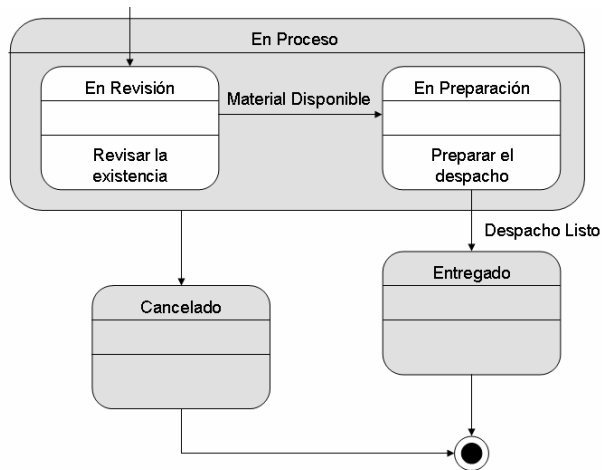 En Proceso
En Revisión
Material Disponible
En Preparación
Revisar la
existencia
Preparar el
despacho
Despacho Listo
Cancelado
Entregado